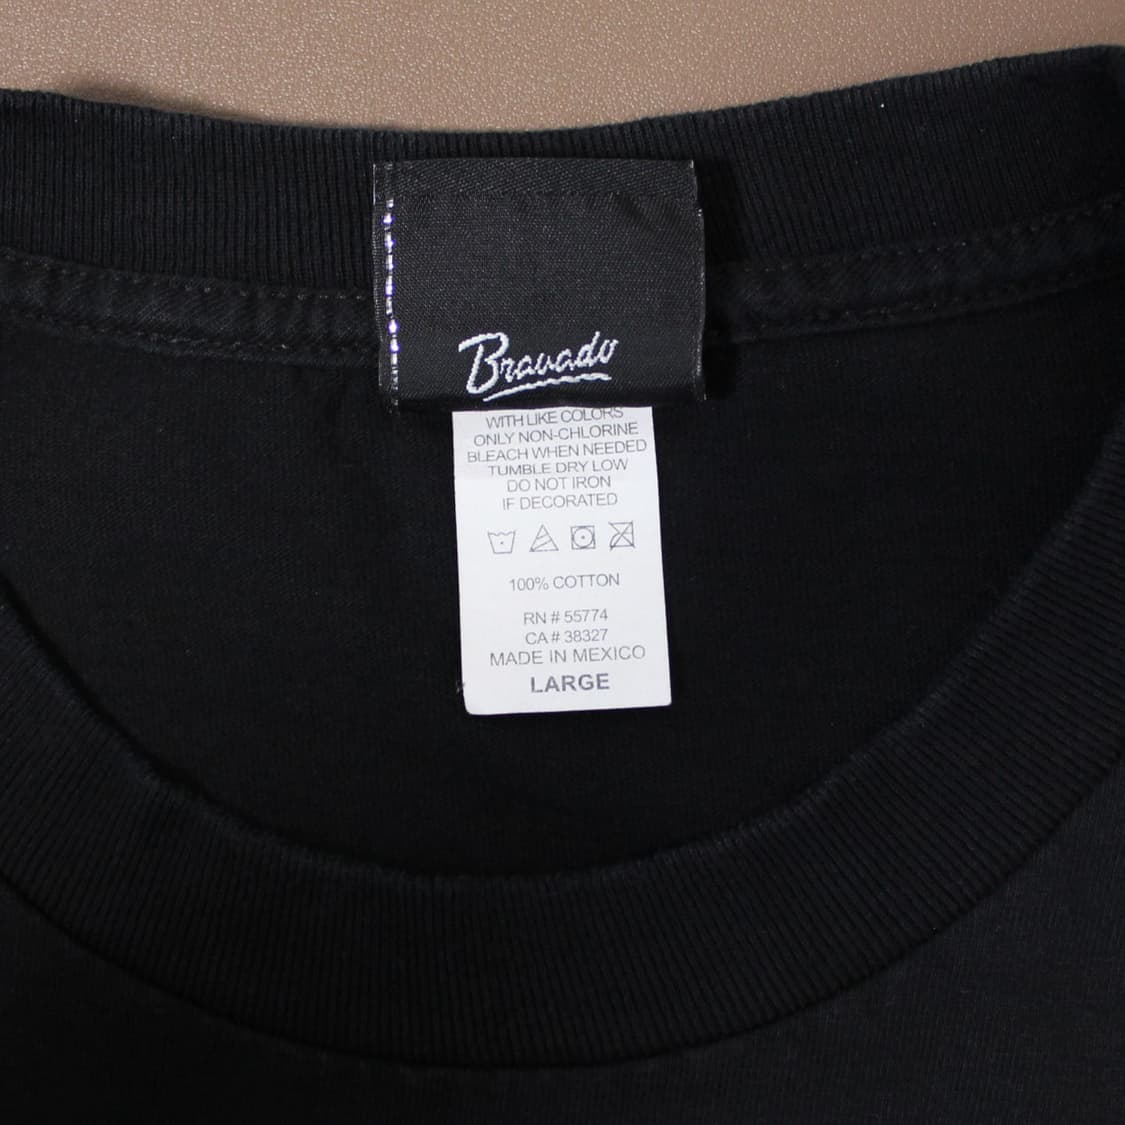 Bravado
WITH LIKE COLORS
ONLY NON-CHLORINE
BLEACH WHEN NEEDED
TUMBLE DRY LOW
DO NOT IRON
IF DECORATED
100% COTTON
RN # 55774
CA # 38327
MADE IN MEXICO
LARGE